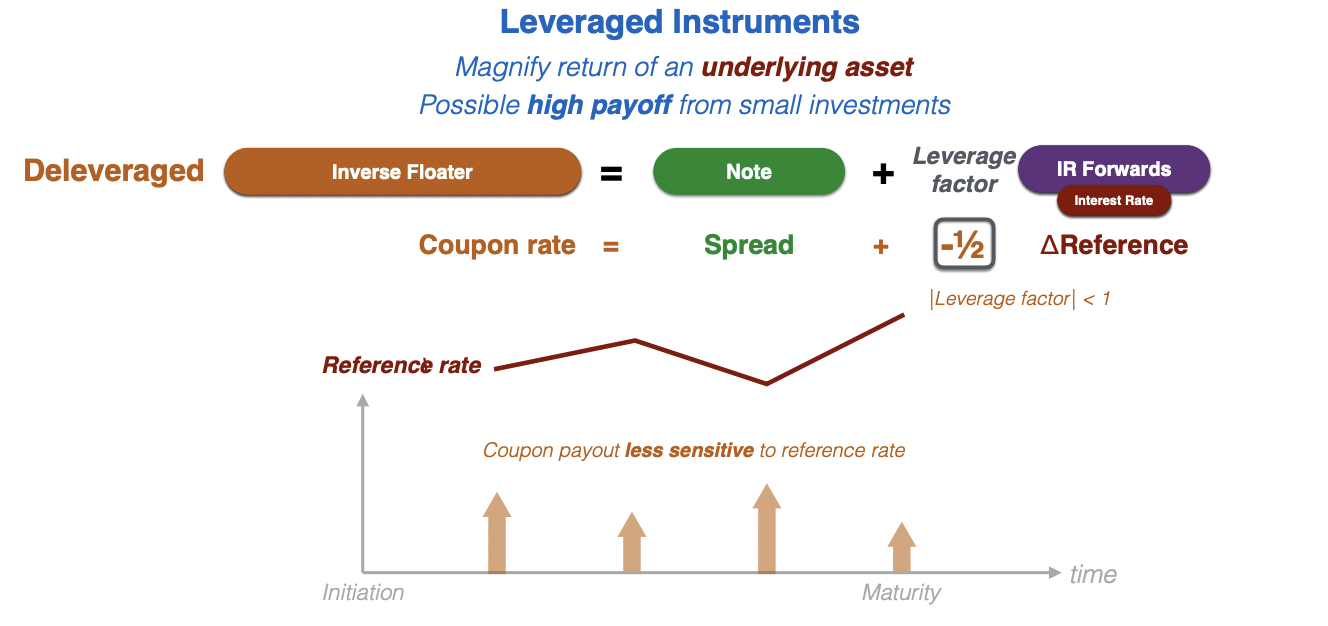 Leveraged Instruments
Magnify return of an underlying asset
Possible high payoff from small investments
Deleveraged Inverse Floater = Note + Leverage factor IR Forwards
Interest Rate
Coupon rate = Spread + -½ ΔReference
|Leverage factor| < 1
Reference rate
Coupon payout less sensitive to reference rate
time
Initiation Maturity